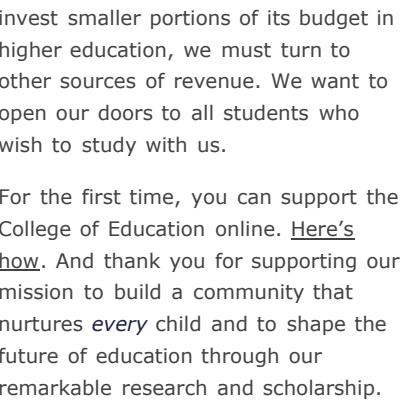 invest smaller portions of its budget in
higher education, we must turn to
other sources of revenue. We want to
open our doors to all students who
wish to study with us.
For the first time, you can support the
College of Education online. Here’s
how. And thank you for supporting our
mission to build a community that
nurtures every child and to shape the
future of education through our
remarkable research and scholarship.